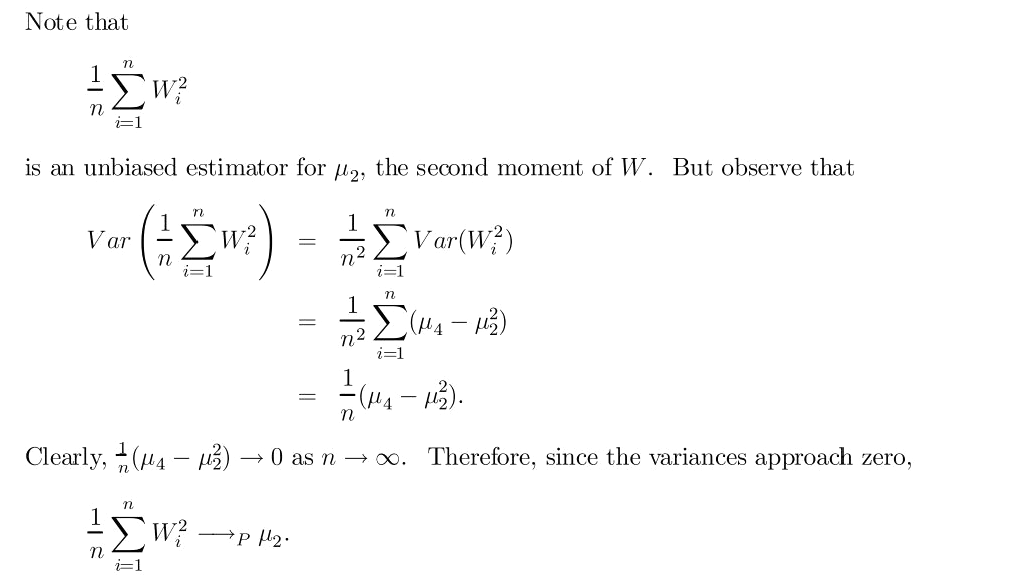 Note that
$\frac{1}{n}\sum_{i=1}^{n} W_i^2$
is an unbiased estimator for $\mu_2$, the second moment of $W$. But observe that
$Var\left(\frac{1}{n}\sum_{i=1}^{n} W_i^2\right) = \frac{1}{n^2}\sum_{i=1}^{n} Var(W_i^2)$
$= \frac{1}{n^2}\sum_{i=1}^{n}(\mu_4 - \mu_2^2)$
$= \frac{1}{n}(\mu_4 - \mu_2^2).$
Clearly, $\frac{1}{n}(\mu_4 - \mu_2^2) \to 0$ as $n \to \infty$. Therefore, since the variances approach zero,
$\frac{1}{n}\sum_{i=1}^{n} W_i^2 \longrightarrow_P \mu_2.$